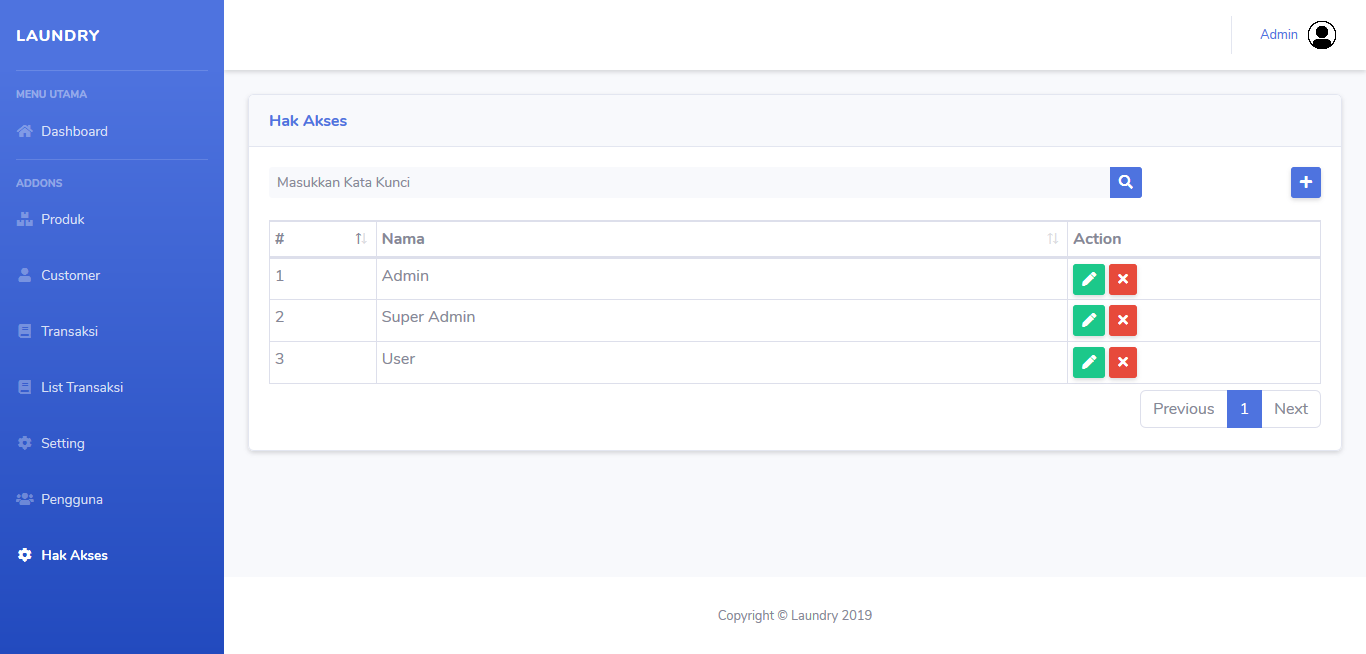 LAUNDRY
Admin
MENU UTAMA
Dashboard
ADDONS
Produk
Customer
Transaksi
List Transaksi
Setting
Pengguna
Hak Akses
Hak Akses
Masukkan Kata Kunci
# Nama Action
1 Admin
2 Super Admin
3 User
Previous 1 Next
Copyright © Laundry 2019